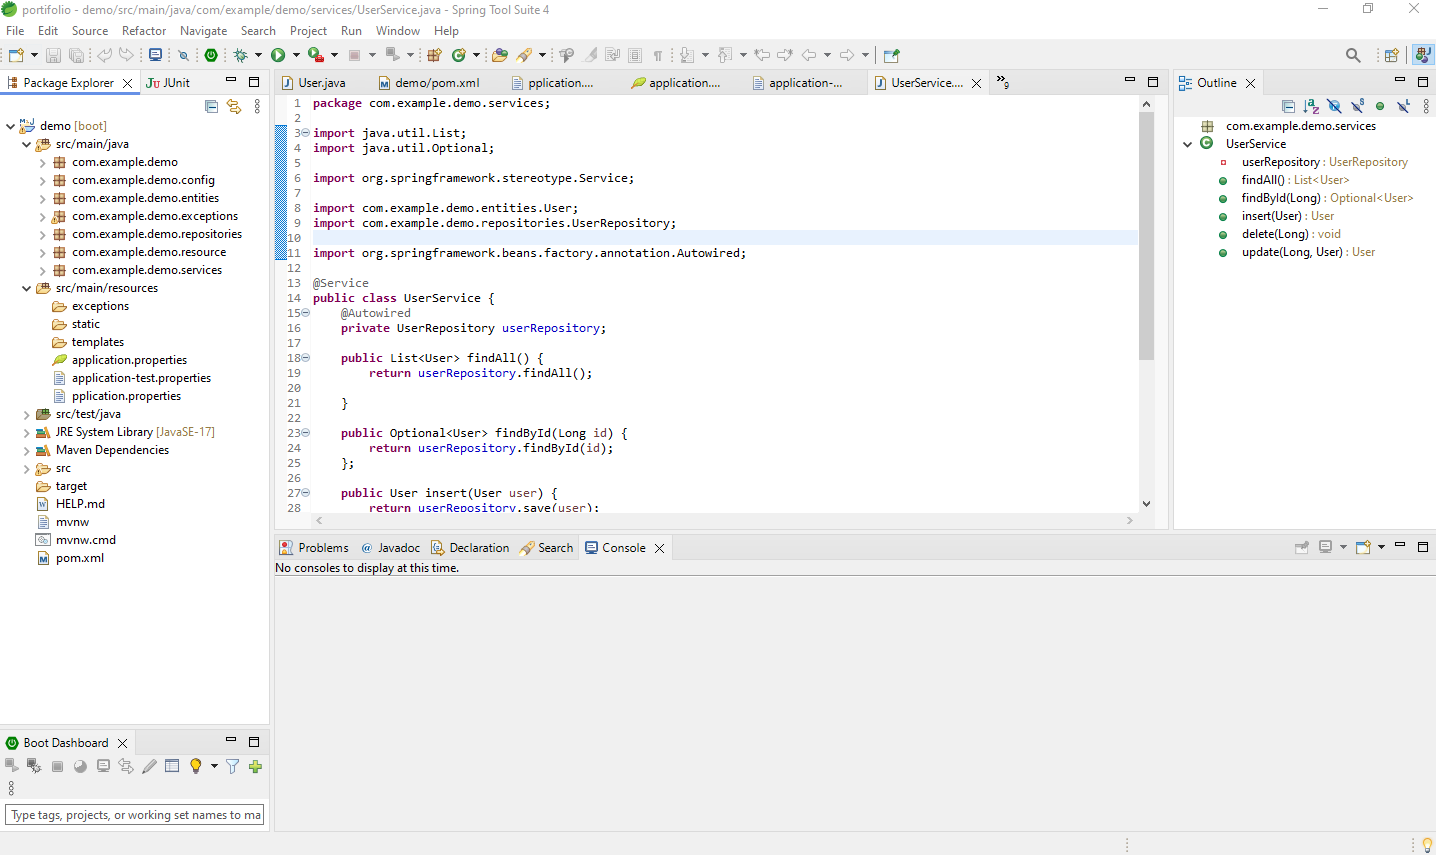 portifolio - demo/src/main/java/com/example/demo/services/UserService.java - Spring Tool Suite 4
File Edit Source Refactor Navigate Search Project Run Window Help
Package Explorer
JUnit
demo [boot]
src/main/java
com.example.demo
com.example.demo.config
com.example.demo.entities
com.example.demo.exceptions
com.example.demo.repositories
com.example.demo.resource
com.example.demo.services
src/main/resources
exceptions
static
templates
application.properties
application-test.properties
pplication.properties
src/test/java
JRE System Library [JavaSE-17]
Maven Dependencies
src
target
HELP.md
mvnw
mvnw.cmd
pom.xml
Boot Dashboard
Type tags, projects, or working set names to ma
User.java demo/pom.xml pplication.... application.... application-... UserService.... »9
1 package com.example.demo.services;
2
3 import java.util.List;
4 import java.util.Optional;
5
6 import org.springframework.stereotype.Service;
7
8 import com.example.demo.entities.User;
9 import com.example.demo.repositories.UserRepository;
10
11 import org.springframework.beans.factory.annotation.Autowired;
12
13 @Service
14 public class UserService {
15 @Autowired
16 private UserRepository userRepository;
17
18 public List<User> findAll() {
19 return userRepository.findAll();
20
21 }
22
23 public Optional<User> findById(Long id) {
24 return userRepository.findById(id);
25 };
26
27 public User insert(User user) {
28 return userRepository.save(user);
Outline
com.example.demo.services
UserService
userRepository : UserRepository
findAll() : List<User>
findById(Long) : Optional<User>
insert(User) : User
delete(Long) : void
update(Long, User) : User
Problems @ Javadoc Declaration Search Console
No consoles to display at this time.